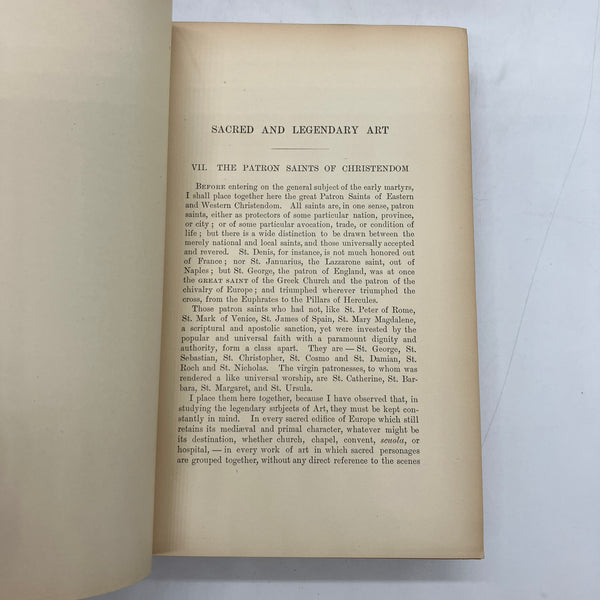 SACRED AND LEGENDARY ART
VII. THE PATRON SAINTS OF CHRISTENDOM
BEFORE entering on the general subject of the early martyrs,
I shall place together here the great Patron Saints of Eastern
and Western Christendom. All saints are, in one sense, patron
saints, either as protectors of some particular nation, province,
or city; or of some particular avocation, trade, or condition of
life; but there is a wide distinction to be drawn between the
merely national and local saints, and those universally accepted
and revered. St. Denis, for instance, is not much honored out
of France; nor St. Januarius, the Lazzarone saint, out of
Naples; but St. George, the patron of England, was at once
the GREAT SAINT of the Greek Church and the patron of the
chivalry of Europe; and triumphed wherever triumphed the
cross, from the Euphrates to the Pillars of Hercules.
Those patron saints who had not, like St. Peter of Rome,
St. Mark of Venice, St. James of Spain, St. Mary Magdalene,
a scriptural and apostolic sanction, yet were invested by the
popular and universal faith with a paramount dignity and
authority, form a class apart. They are — St. George, St.
Sebastian, St. Christopher, St. Cosmo and St. Damian, St.
Roch and St. Nicholas. The virgin patronesses, to whom was
rendered a like universal worship, are St. Catherine, St. Bar-
bara, St. Margaret, and St. Ursula.
I place them here together, because I have observed that, in
studying the legendary subjects of Art, they must be kept con-
stantly in mind. In every sacred edifice of Europe which still
retains its mediæval and primal character, whatever might be
its destination, whether church, chapel, convent, scuola, or
hospital, — in every work of art in which sacred personages
are grouped together, without any direct reference to the scenes